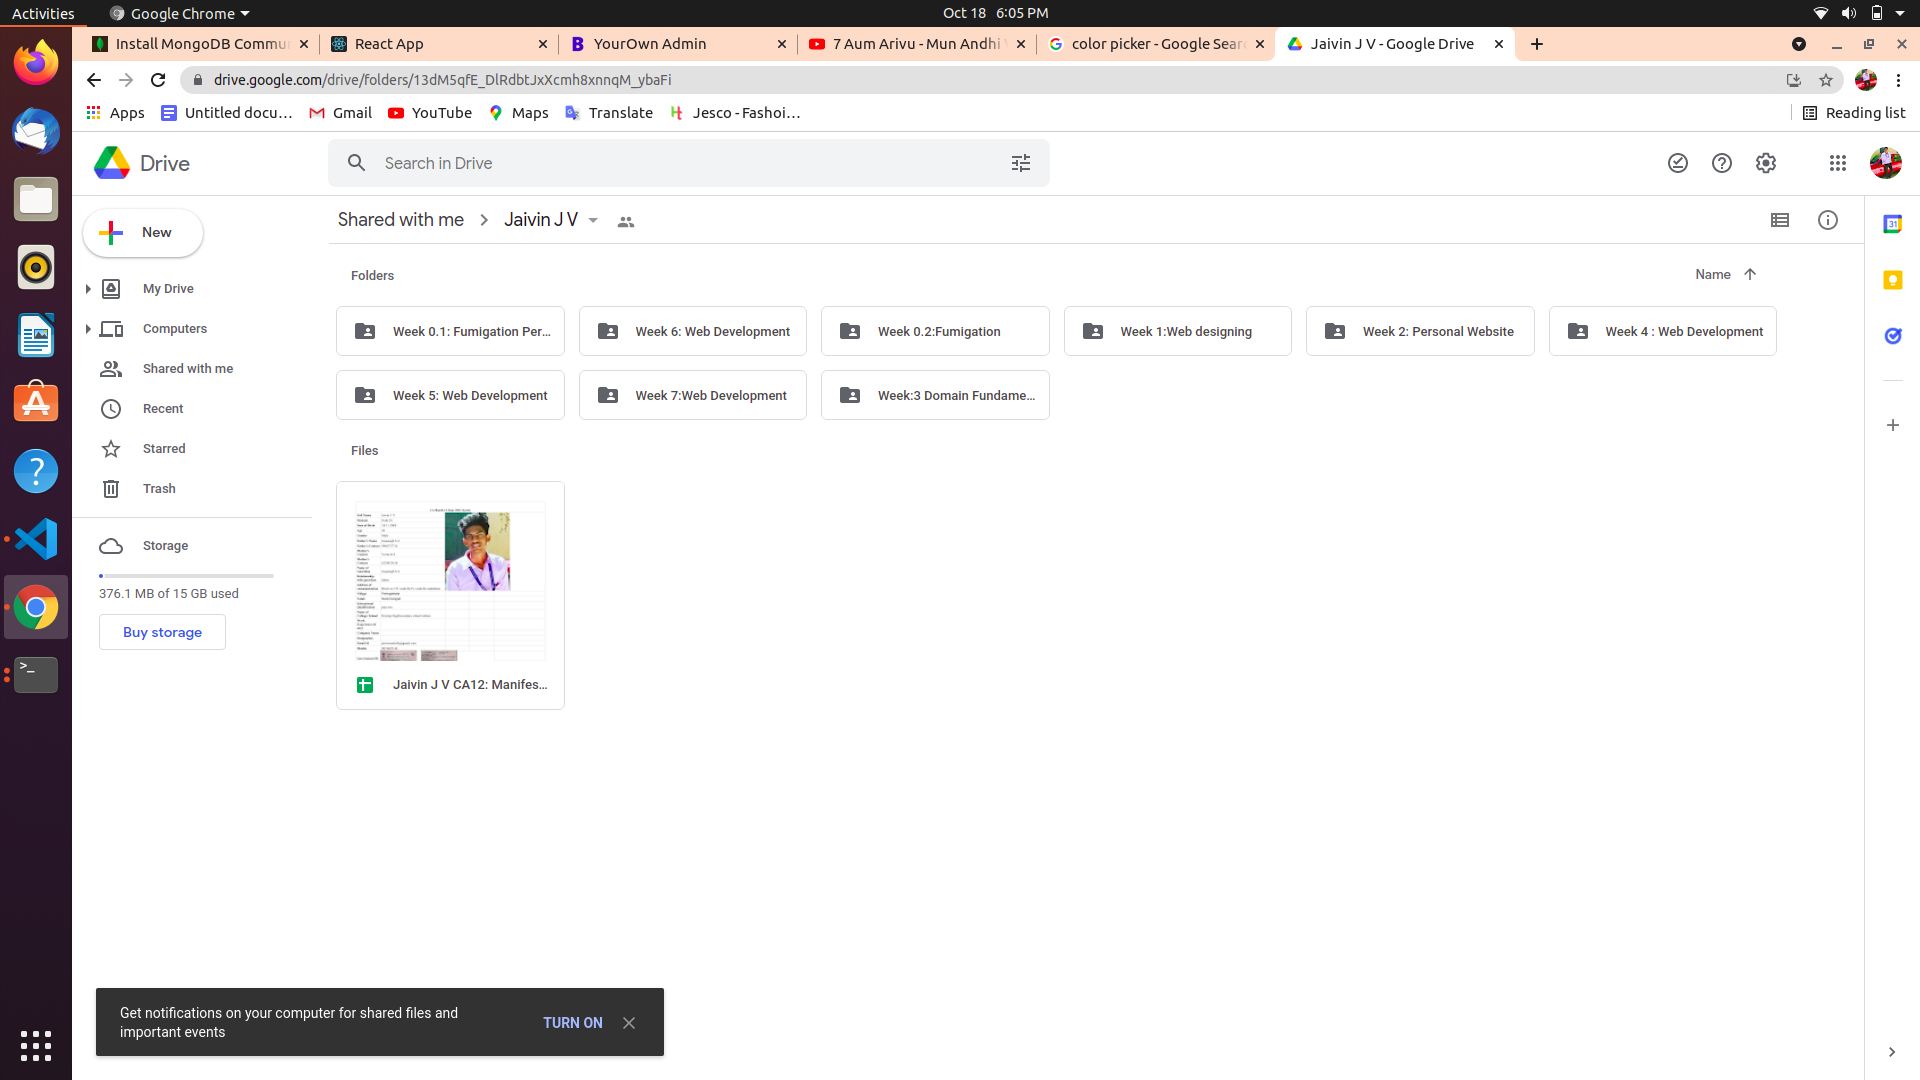 Activities
Google Chrome
Oct 18 6:05 PM
Install MongoDB Commu
React App
YourOwn Admin
7 Aum Arivu - Mun Andhi
color picker - Google Sear
Jaivin J V - Google Drive
drive.google.com/drive/folders/13dM5qfE_DlRdbtJxXcmh8xnnqM_ybaFi
Apps
Untitled docu...
Gmail
YouTube
Maps
Translate
Jesco - Fashoi...
Reading list
Drive
Search in Drive
New
My Drive
Computers
Shared with me
Recent
Starred
Trash
Storage
376.1 MB of 15 GB used
Buy storage
Shared with me
Jaivin J V
Folders
Name
Week 0.1: Fumigation Per...
Week 6: Web Development
Week 0.2:Fumigation
Week 1:Web designing
Week 2: Personal Website
Week 4 : Web Development
Week 5: Web Development
Week 7:Web Development
Week:3 Domain Fundame...
Files
Jaivin J V CA12: Manifes...
31
Get notifications on your computer for shared files and
important events
TURN ON